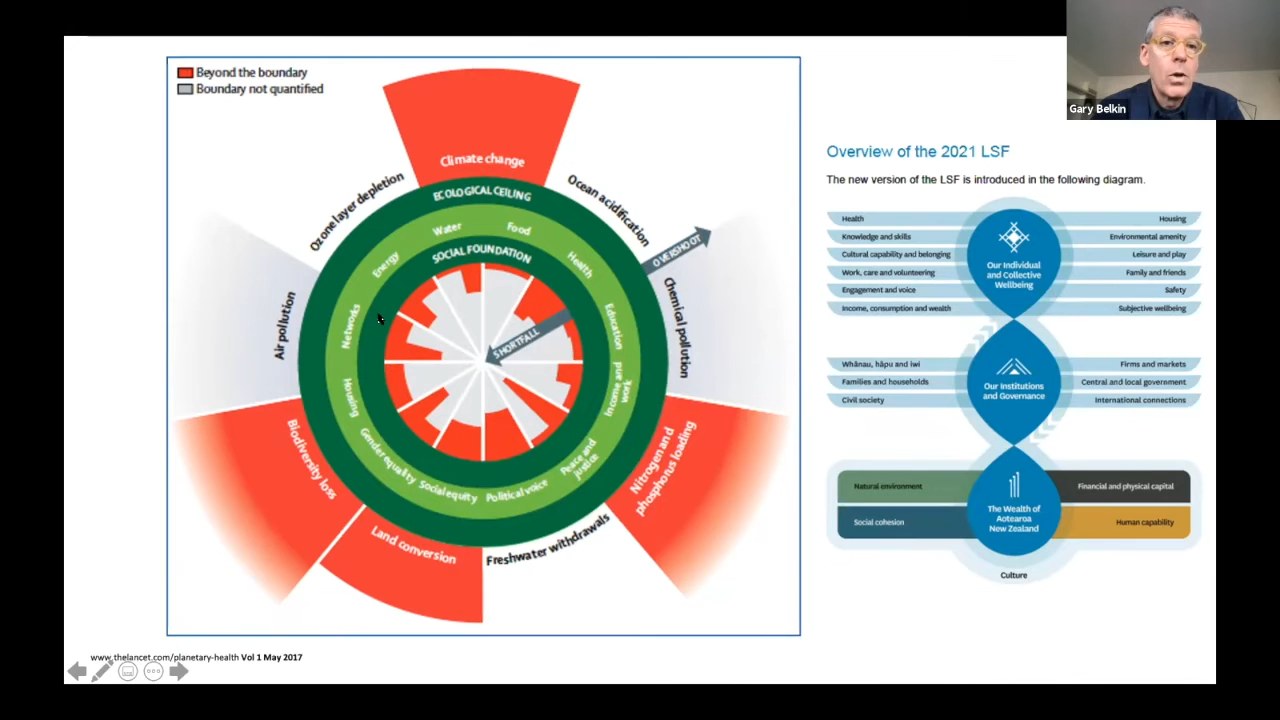 Beyond the boundary
Boundary not quantified
Climate change
Ozone layer depletion
Ocean acidification
ECOLOGICAL CEILING
Water
Food
Energy
SOCIAL FOUNDATION
Health
OVERSHOOT
Air pollution
Networks
SHORTFALL
Education
Chemical pollution
Housing
Income and work
Biodiversity loss
Gender equality
Social equity
Political voice
Peace and justice
Nitrogen and
phosphorus loading
Land conversion
Freshwater withdrawals
www.thelancet.com/planetary-health Vol 1 May 2017
Gary Belkin
Overview of the 2021 LSF
The new version of the LSF is introduced in the following diagram.
Health
Knowledge and skills
Cultural capability and belonging
Work, care and volunteering
Engagement and voice
Income, consumption and wealth
Our Individual
and Collective
Wellbeing
Housing
Environmental amenity
Leisure and play
Family and friends
Safety
Subjective wellbeing
Whānau, hāpu and iwi
Families and households
Civil society
Our Institutions
and Governance
Firms and markets
Central and local government
International connections
Natural environment
Social cohesion
The Wealth of
Aotearoa
New Zealand
Financial and physical capital
Human capability
Culture